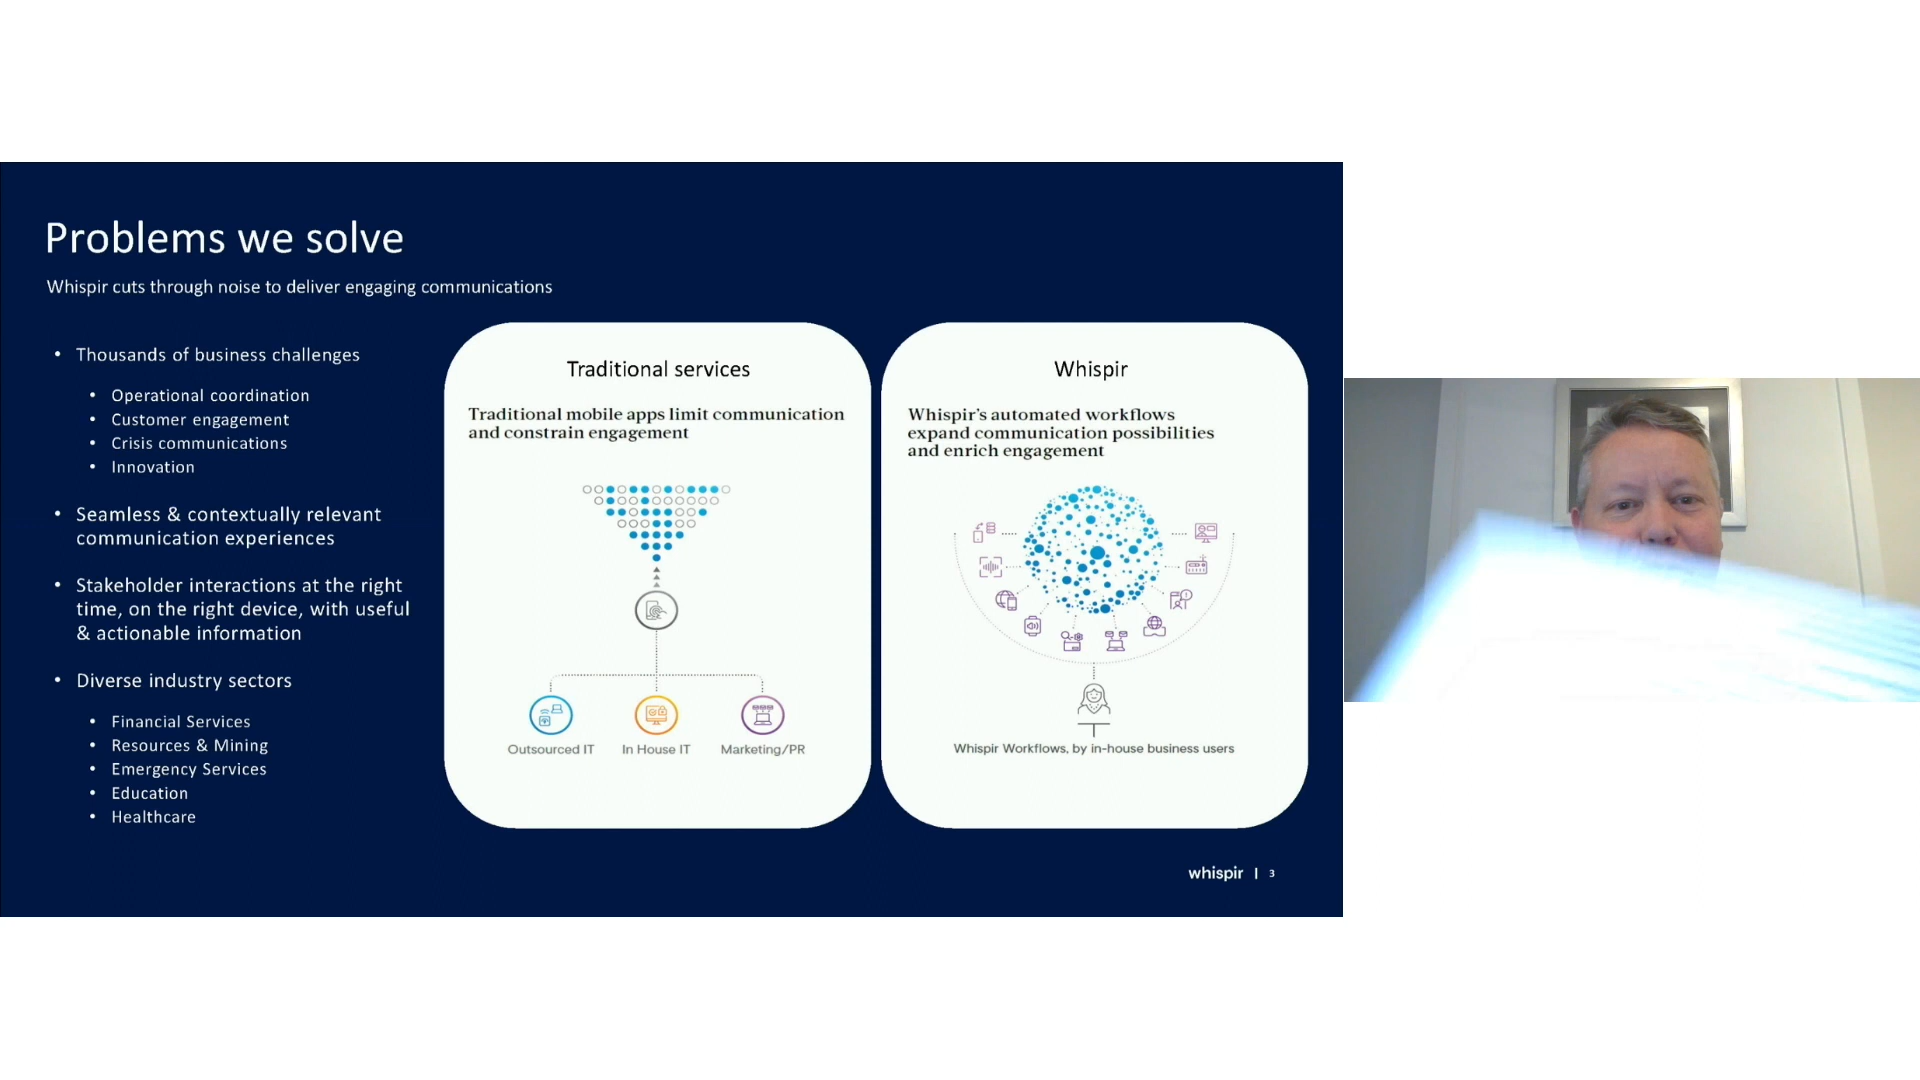 Problems we solve
Whispir cuts through noise to deliver engaging communications
• Thousands of business challenges
• Operational coordination
• Customer engagement
• Crisis communications
• Innovation
• Seamless & contextually relevant
communication experiences
• Stakeholder interactions at the right
time, on the right device, with useful
& actionable information
• Diverse industry sectors
• Financial Services
• Resources & Mining
• Emergency Services
• Education
• Healthcare
Traditional services
Traditional mobile apps limit communication
and constrain engagement
Outsourced IT
In House IT
Marketing/PR
Whispir
Whispir's automated workflows
expand communication possibilities
and enrich engagement
Whispir Workflows, by in-house business users
whispir | 3